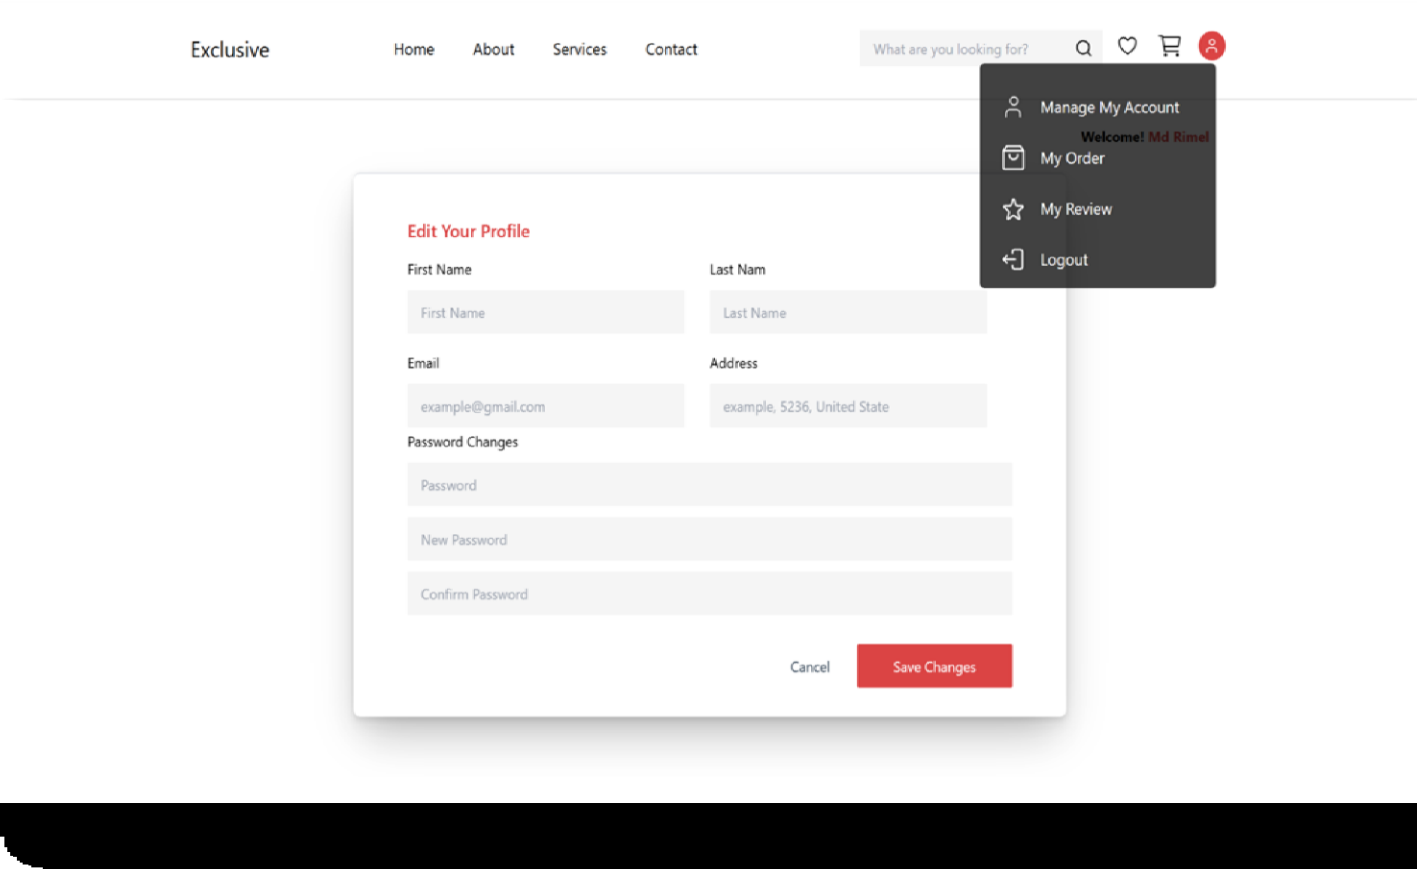 Exclusive
Home
About
Services
Contact
What are you looking for?
Manage My Account
Welcome! Md Rimel
My Order
My Review
Logout
Edit Your Profile
First Name
Last Nam
First Name
Last Name
Email
Address
example@gmail.com
example, 5236, United State
Password Changes
Password
New Password
Confirm Password
Cancel
Save Changes